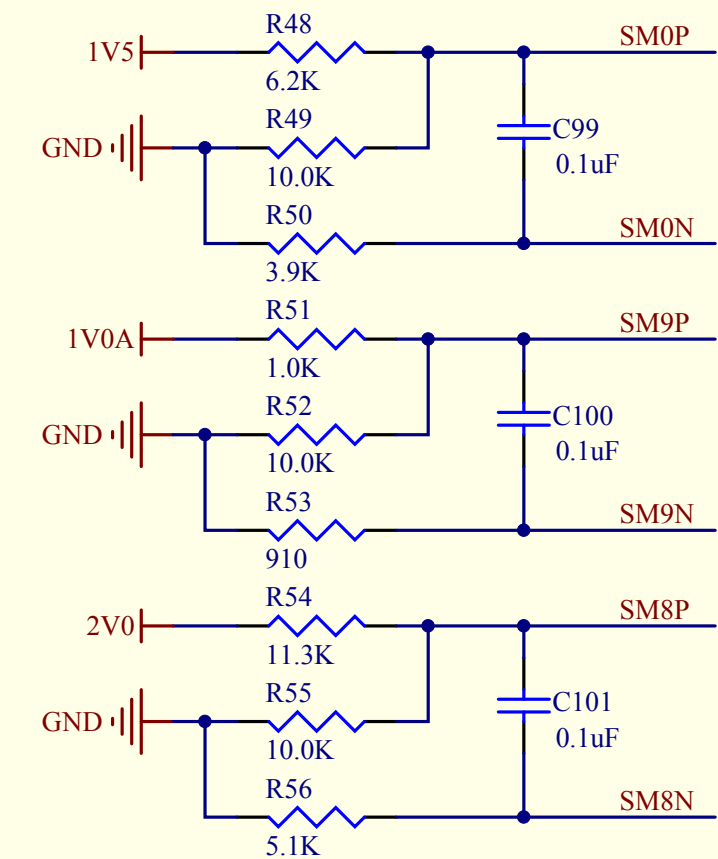 R48
1V5
SM0P
6.2K
R49
GND
C99
10.0K
0.1uF
R50
SM0N
3.9K
R51
1V0A
SM9P
1.0K
R52
GND
C100
10.0K
0.1uF
R53
SM9N
910
R54
2V0
SM8P
11.3K
R55
GND
C101
10.0K
0.1uF
R56
SM8N
5.1K